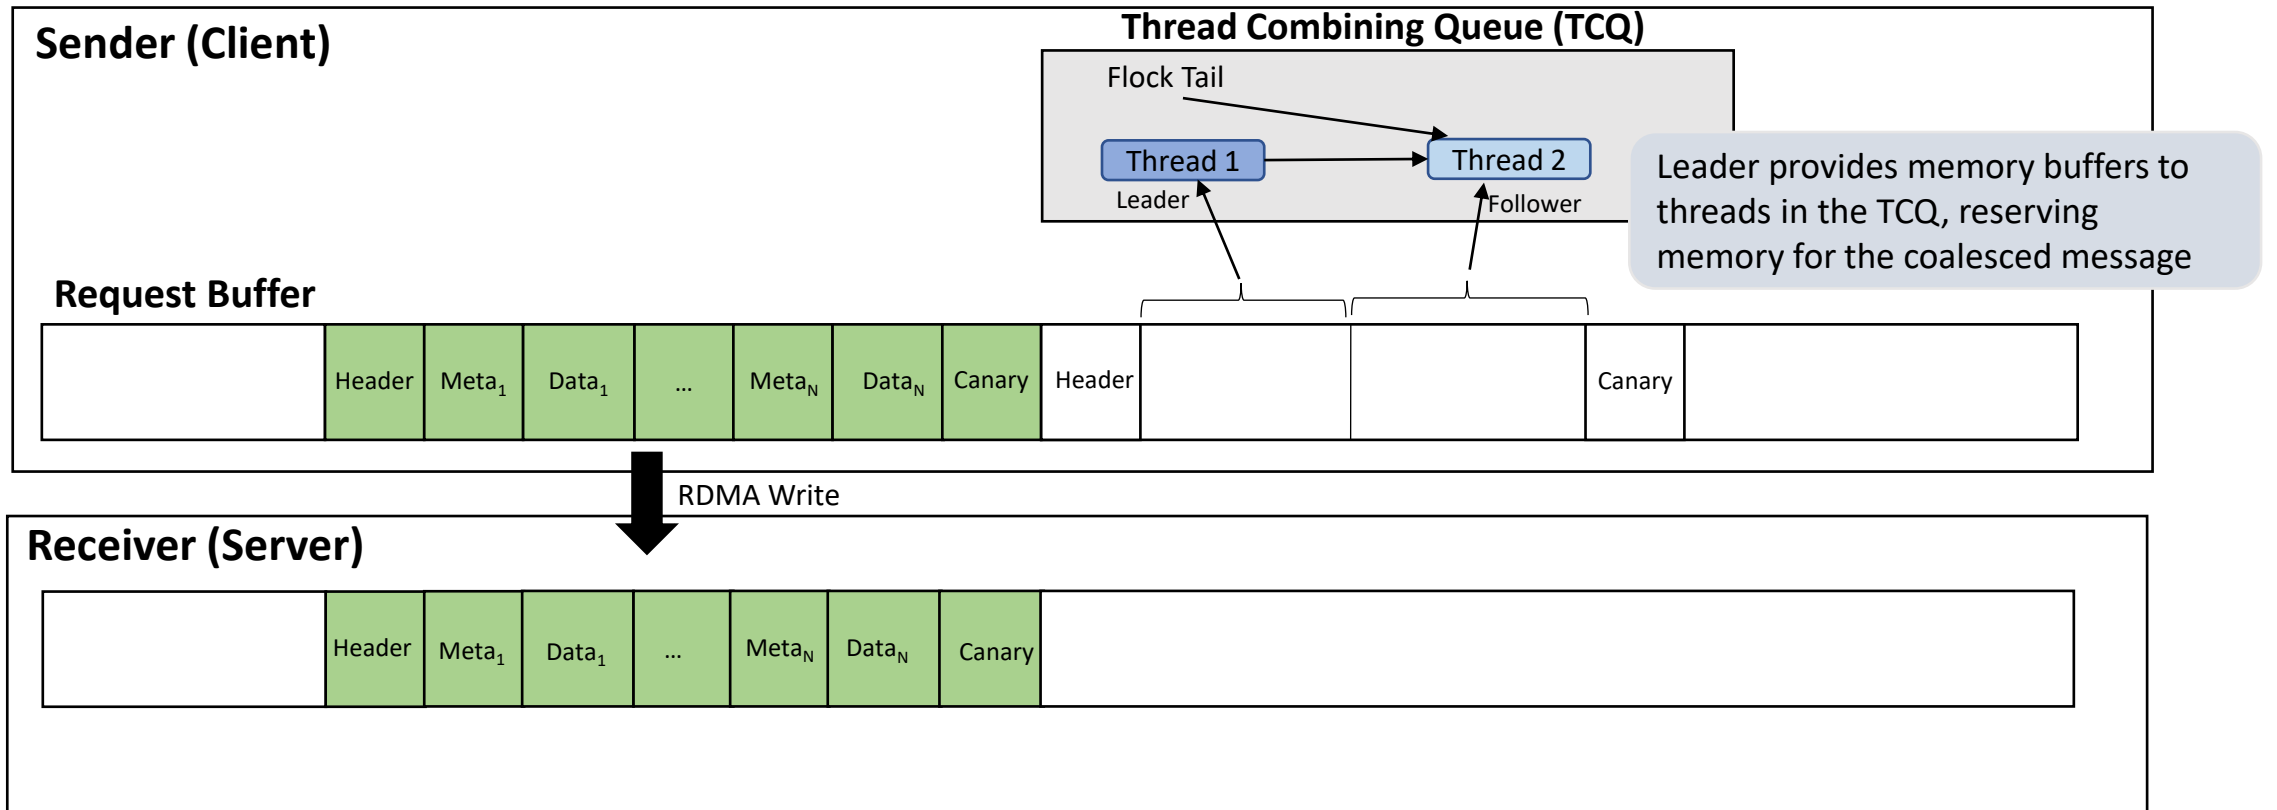 Thread Combining Queue (TCQ)
Sender (Client)
Flock Tail
Thread 1
Thread 2
Leader
Follower
Leader provides memory buffers to
threads in the TCQ, reserving
memory for the coalesced message
Request Buffer
Header Meta₁ Data₁ ... Metaₙ Dataₙ Canary Header Canary
RDMA Write
Receiver (Server)
Header Meta₁ Data₁ ... Metaₙ Dataₙ Canary